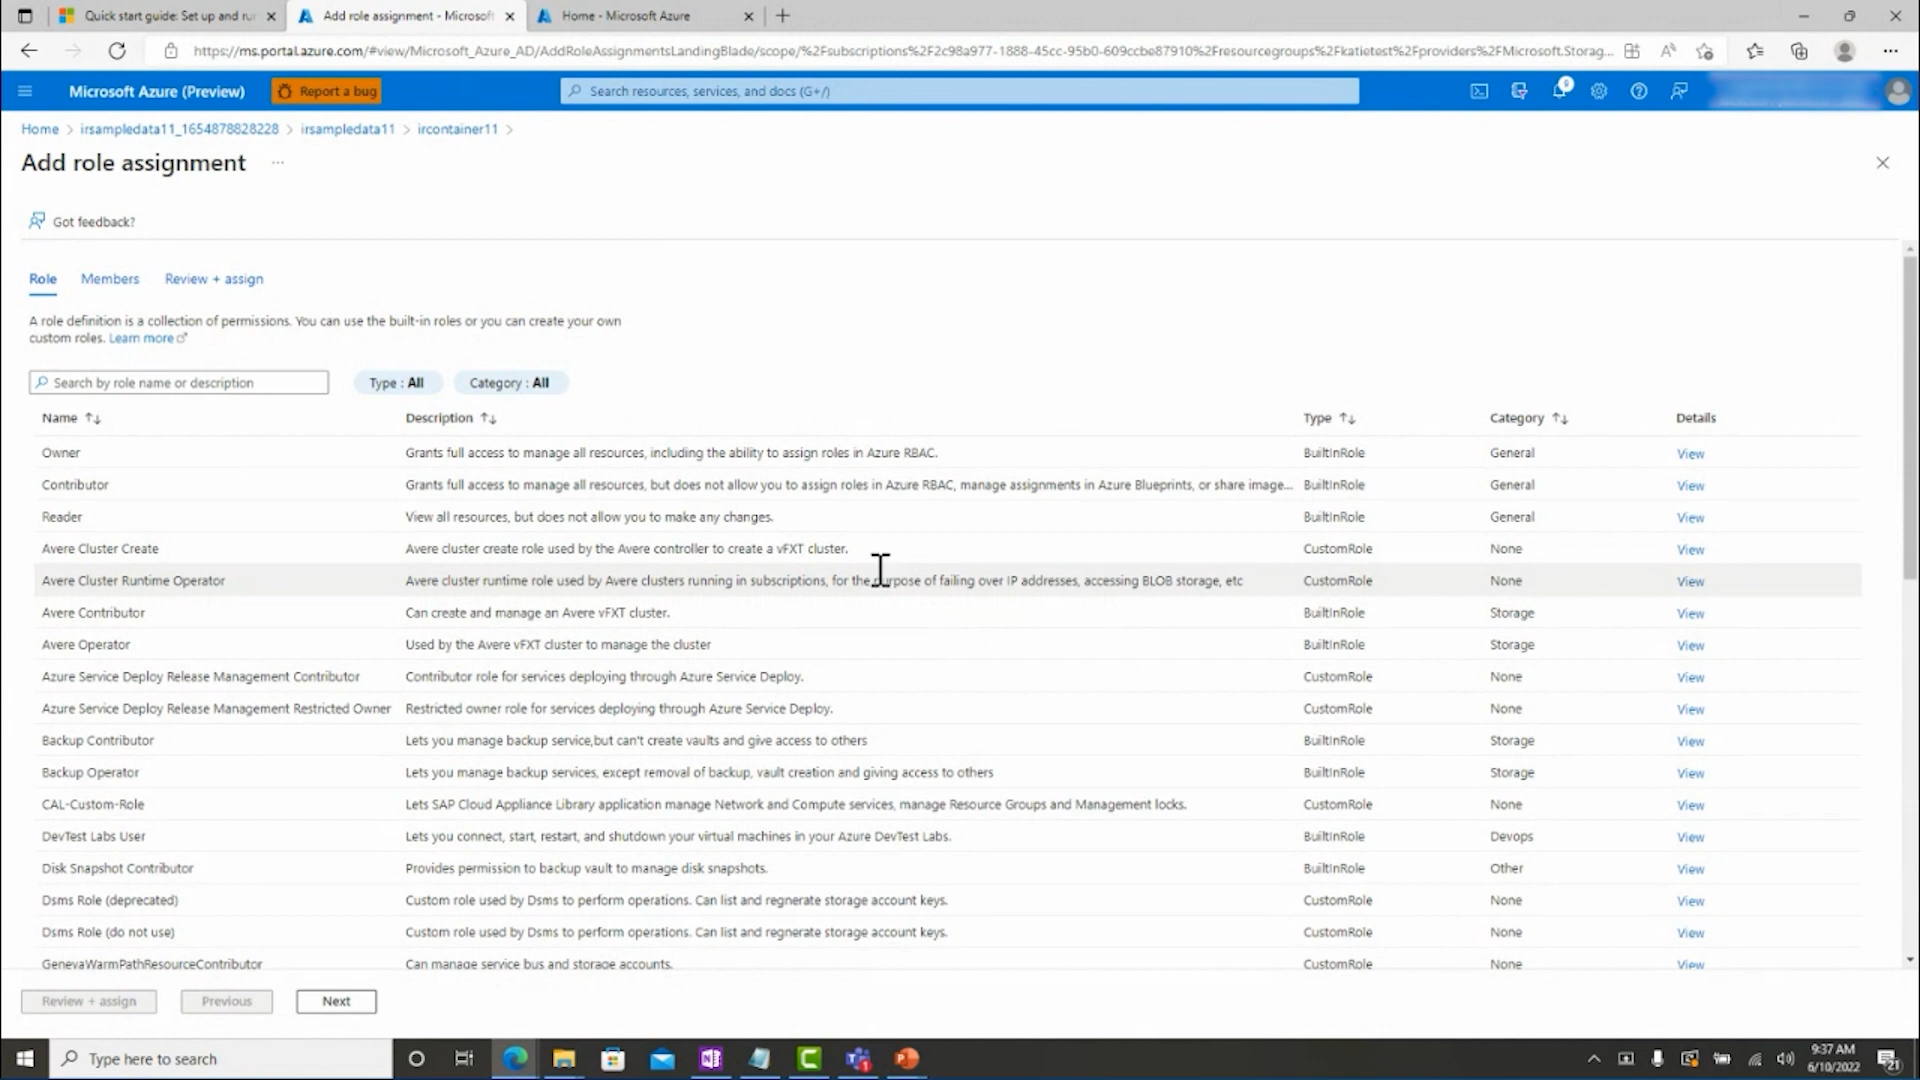 Quick start guide: Set up and rur
Add role assignment - Microsoft
Home - Microsoft Azure
https://ms.portal.azure.com/#view/Microsoft_Azure_AD/AddRoleAssignmentsLandingBlade/scope/%2Fsubscriptions%2F2c98a977-1888-45cc-95b0-609ccbe87910%2Fresourcegroups%2Fkatietest%2Fproviders%2FMicrosoft.Storag...
Microsoft Azure (Preview)
Report a bug
Search resources, services, and docs (G+/)
Home > irsampledata11_1654878828228 > irsampledata11 > ircontainer11 >
Add role assignment ...
Got feedback?
Role Members Review + assign
A role definition is a collection of permissions. You can use the built-in roles or you can create your own
custom roles. Learn more
Search by role name or description
Type : All
Category : All
Name Description Type Category Details
Owner Grants full access to manage all resources, including the ability to assign roles in Azure RBAC. BuiltInRole General View
Contributor Grants full access to manage all resources, but does not allow you to assign roles in Azure RBAC, manage assignments in Azure Blueprints, or share image... BuiltInRole General View
Reader View all resources, but does not allow you to make any changes. BuiltInRole General View
Avere Cluster Create Avere cluster create role used by the Avere controller to create a vFXT cluster. CustomRole None View
Avere Cluster Runtime Operator Avere cluster runtime role used by Avere clusters running in subscriptions, for the purpose of failing over IP addresses, accessing BLOB storage, etc CustomRole None View
Avere Contributor Can create and manage an Avere vFXT cluster. BuiltInRole Storage View
Avere Operator Used by the Avere vFXT cluster to manage the cluster BuiltInRole Storage View
Azure Service Deploy Release Management Contributor Contributor role for services deploying through Azure Service Deploy. CustomRole None View
Azure Service Deploy Release Management Restricted Owner Restricted owner role for services deploying through Azure Service Deploy. CustomRole None View
Backup Contributor Lets you manage backup service,but can't create vaults and give access to others BuiltInRole Storage View
Backup Operator Lets you manage backup services, except removal of backup, vault creation and giving access to others BuiltInRole Storage View
CAL-Custom-Role Lets SAP Cloud Appliance Library application manage Network and Compute services, manage Resource Groups and Management locks. CustomRole None View
DevTest Labs User Lets you connect, start, restart, and shutdown your virtual machines in your Azure DevTest Labs. BuiltInRole Devops View
Disk Snapshot Contributor Provides permission to backup vault to manage disk snapshots. BuiltInRole Other View
Dsms Role (deprecated) Custom role used by Dsms to perform operations. Can list and regnerate storage account keys. CustomRole None View
Dsms Role (do not use) Custom role used by Dsms to perform operations. Can list and regnerate storage account keys. CustomRole None View
GenevaWarmPathResourceContributor Can manage service bus and storage accounts. CustomRole None View
Review + assign
Previous
Next
Type here to search
9:37 AM
6/10/2022
21